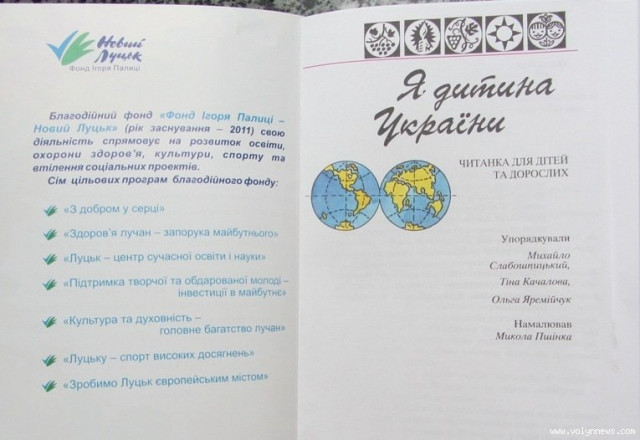 Новий
Луцьк
Фонд Ігоря Палиці
Благодійний фонд «Фонд Ігоря Палиці –
Новий Луцьк» (рік заснування – 2011) свою
діяльність спрямовує на розвиток освіти,
охорони здоров'я, культури, спорту та
втілення соціальних проектів.
Сім цільових програм благодійного фонду:
«З добром у серці»
«Здоров'я лучан – запорука майбутнього»
«Луцьк – центр сучасної освіти і науки»
«Підтримка творчої та обдарованої молоді –
інвестиції в майбутнє»
«Культура та духовність –
головне багатство лучан»
«Луцьку – спорт високих досягнень»
«Зробимо Луцьк європейським містом»
Я дитина
України
ЧИТАНКА ДЛЯ ДІТЕЙ
ТА ДОРОСЛИХ
Упорядкували
Михайло
Слабошпицький,
Тіна Качалова,
Ольга Яремійчук
Намалював
Микола Пшінка
www.volynnews.com